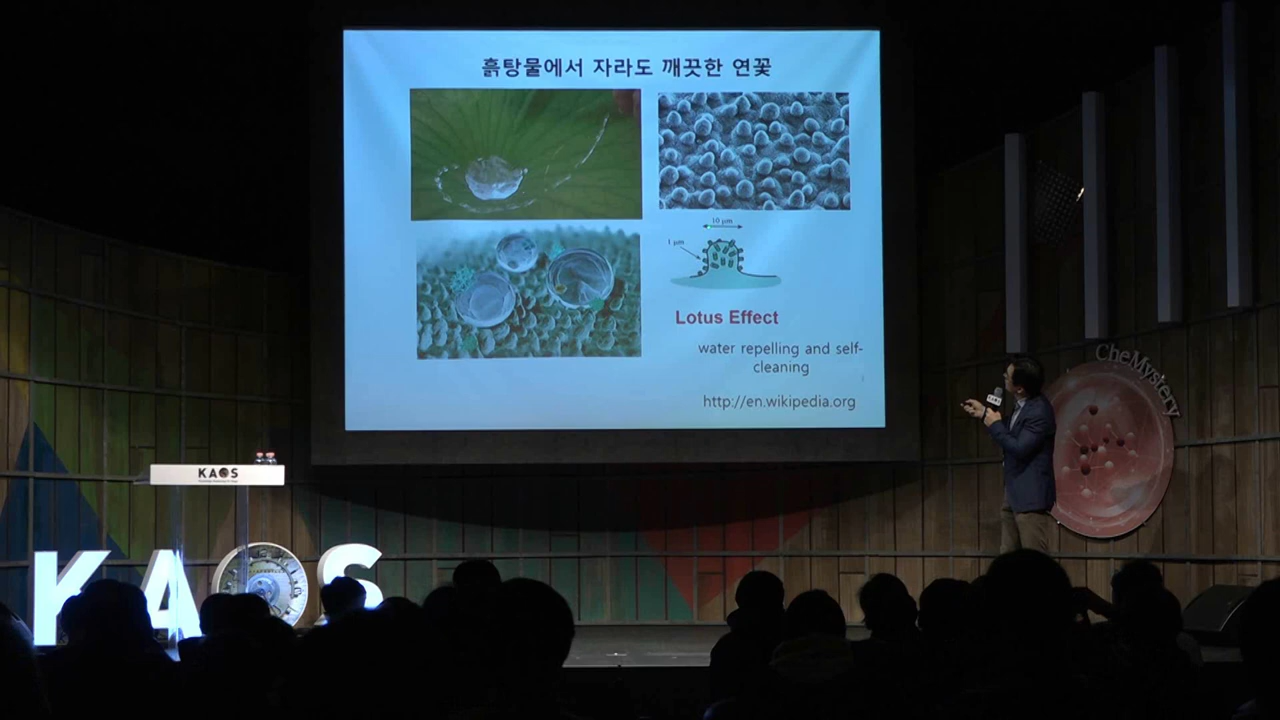 흙탕물에서 자라도 깨끗한 연꽃
10 μm
1 μm
Lotus Effect
water repelling and self-
cleaning
http://en.wikipedia.org
CheMystery
KAOS
KAOS